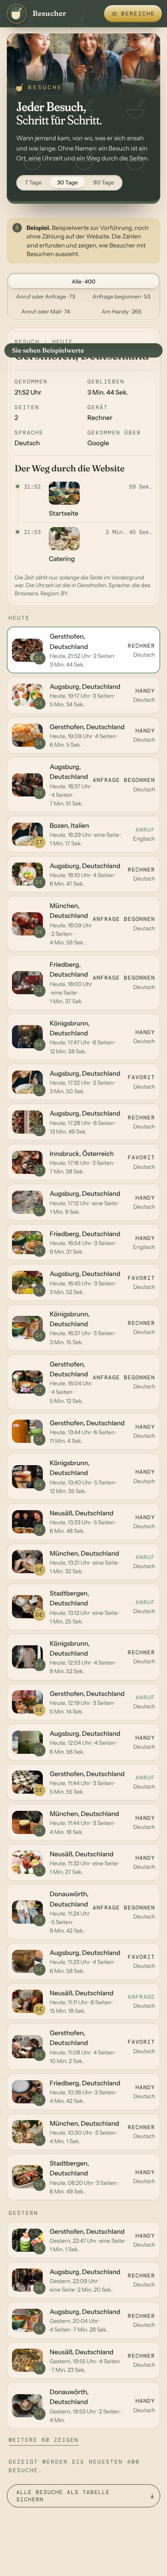 Besucher
BEREICHE
BESUCHE
Jeder Besuch,
Schritt für Schritt.
Wann jemand kam, von wo, was er sich ansah
und wie lange. Ohne Namen: ein Besuch ist ein
Ort, eine Uhrzeit und ein Weg durch die Seiten.
7 Tage 30 Tage 90 Tage
Beispiel. Beispielwerte zur Vorführung, noch
ohne Zählung auf der Website. Die Zahlen
sind erfunden und zeigen, wie Besucher mit
Besuchern aussieht.
Alle · 400
Anruf oder Anfrage · 73 Anfrage begonnen · 53
Anruf oder Mail · 74 Am Handy · 265
Sie sehen Beispielwerte
GEKOMMEN GEBLIEBEN
21:52 Uhr 3 Min. 44 Sek.
SEITEN GERÄT
2 Rechner
SPRACHE GEKOMMEN ÜBER
Deutsch Google
Der Weg durch die Website
21:52 59 Sek.
Startseite
21:53 2 Min. 45 Sek.
Catering
Die Zeit zählt nur, solange die Seite im Vordergrund
war. Die Uhrzeit ist die in Gersthofen. Sprache: de. Des
Browsers. Region: BY.
HEUTE
Gersthofen, Deutschland
Heute, 21:52 Uhr · 2 Seiten · 3 Min. 44 Sek.
RECHNER
Deutsch
Augsburg, Deutschland
Heute, 19:17 Uhr · 3 Seiten · 5 Min. 34 Sek.
HANDY
Deutsch
Gersthofen, Deutschland
Heute, 19:09 Uhr · 4 Seiten · 6 Min. 5 Sek.
HANDY
Deutsch
Augsburg, Deutschland
Heute, 18:37 Uhr · 4 Seiten · 7 Min. 51 Sek.
ANFRAGE BEGONNEN
Deutsch
Bozen, Italien
Heute, 18:29 Uhr · eine Seite · 1 Min. 17 Sek.
ANRUF
Englisch
Augsburg, Deutschland
Heute, 18:10 Uhr · 4 Seiten · 6 Min. 47 Sek.
RECHNER
Deutsch
München, Deutschland
Heute, 18:09 Uhr · 2 Seiten · 4 Min. 59 Sek.
ANFRAGE BEGONNEN
Deutsch
Friedberg, Deutschland
Heute, 18:00 Uhr · eine Seite · 1 Min. 37 Sek.
ANFRAGE BEGONNEN
Deutsch
Königsbrunn, Deutschland
Heute, 17:47 Uhr · 6 Seiten · 12 Min. 38 Sek.
HANDY
Deutsch
Augsburg, Deutschland
Heute, 17:32 Uhr · 2 Seiten · 3 Min. 50 Sek.
FAVORIT
Deutsch
Augsburg, Deutschland
Heute, 17:28 Uhr · 6 Seiten · 13 Min. 49 Sek.
RECHNER
Deutsch
Innsbruck, Österreich
Heute, 17:16 Uhr · 3 Seiten · 7 Min. 38 Sek.
FAVORIT
Deutsch
Augsburg, Deutschland
Heute, 17:12 Uhr · eine Seite · 1 Min. 9 Sek.
HANDY
Deutsch
Friedberg, Deutschland
Heute, 16:54 Uhr · 3 Seiten · 9 Min. 31 Sek.
HANDY
Englisch
Augsburg, Deutschland
Heute, 16:45 Uhr · 3 Seiten · 3 Min. 52 Sek.
FAVORIT
Deutsch
Königsbrunn, Deutschland
Heute, 16:37 Uhr · 3 Seiten · 3 Min. 15 Sek.
RECHNER
Deutsch
Gersthofen, Deutschland
Heute, 16:04 Uhr · 4 Seiten · 5 Min. 12 Sek.
ANFRAGE BEGONNEN
Deutsch
Gersthofen, Deutschland
Heute, 13:44 Uhr · 6 Seiten · 11 Min. 4 Sek.
HANDY
Deutsch
Königsbrunn, Deutschland
Heute, 13:40 Uhr · 5 Seiten · 12 Min. 35 Sek.
HANDY
Deutsch
Neusäß, Deutschland
Heute, 13:33 Uhr · 5 Seiten · 6 Min. 48 Sek.
HANDY
Deutsch
München, Deutschland
Heute, 13:21 Uhr · eine Seite · 1 Min. 32 Sek.
ANRUF
Deutsch
Stadtbergen, Deutschland
Heute, 13:12 Uhr · eine Seite · 1 Min. 25 Sek.
ANRUF
Deutsch
Königsbrunn, Deutschland
Heute, 12:53 Uhr · 4 Seiten · 9 Min. 52 Sek.
RECHNER
Deutsch
Gersthofen, Deutschland
Heute, 12:19 Uhr · 3 Seiten · 5 Min. 14 Sek.
ANRUF
Deutsch
Augsburg, Deutschland
Heute, 12:04 Uhr · 4 Seiten · 6 Min. 56 Sek.
HANDY
Deutsch
Gersthofen, Deutschland
Heute, 11:44 Uhr · 3 Seiten · 5 Min. 55 Sek.
ANRUF
Deutsch
München, Deutschland
Heute, 11:44 Uhr · 3 Seiten · 4 Min. 18 Sek.
HANDY
Deutsch
Neusäß, Deutschland
Heute, 11:32 Uhr · eine Seite · 1 Min. 27 Sek.
HANDY
Deutsch
Donauwörth, Deutschland
Heute, 11:24 Uhr · 5 Seiten · 9 Min. 42 Sek.
ANFRAGE BEGONNEN
Deutsch
Augsburg, Deutschland
Heute, 11:23 Uhr · 4 Seiten · 6 Min. 58 Sek.
FAVORIT
Deutsch
Neusäß, Deutschland
Heute, 11:11 Uhr · 6 Seiten · 15 Min. 18 Sek.
ANFRAGE
Deutsch
Gersthofen, Deutschland
Heute, 11:08 Uhr · 4 Seiten · 10 Min. 2 Sek.
FAVORIT
Deutsch
Friedberg, Deutschland
Heute, 10:38 Uhr · 3 Seiten · 4 Min. 42 Sek.
HANDY
Deutsch
München, Deutschland
Heute, 10:30 Uhr · 3 Seiten · 4 Min. 1 Sek.
RECHNER
Deutsch
Stadtbergen, Deutschland
Heute, 08:20 Uhr · 3 Seiten · 6 Min. 49 Sek.
HANDY
Deutsch
GESTERN
Gersthofen, Deutschland
Gestern, 22:47 Uhr · eine Seite · 1 Min. 1 Sek.
HANDY
Deutsch
Augsburg, Deutschland
Gestern, 22:09 Uhr · eine Seite · 2 Min. 20 Sek.
RECHNER
Deutsch
Augsburg, Deutschland
Gestern, 20:04 Uhr · 4 Seiten · 7 Min. 28 Sek.
RECHNER
Deutsch
Neusäß, Deutschland
Gestern, 19:55 Uhr · 4 Seiten · 7 Min. 23 Sek.
RECHNER
Deutsch
Donauwörth, Deutschland
Gestern, 19:55 Uhr · 2 Seiten · 4 Min.
HANDY
Deutsch
WEITERE 60 ZEIGEN
GEZEIGT WERDEN DIE NEUESTEN 400
BESUCHE.
ALLE BESUCHE ALS TABELLE
SICHERN